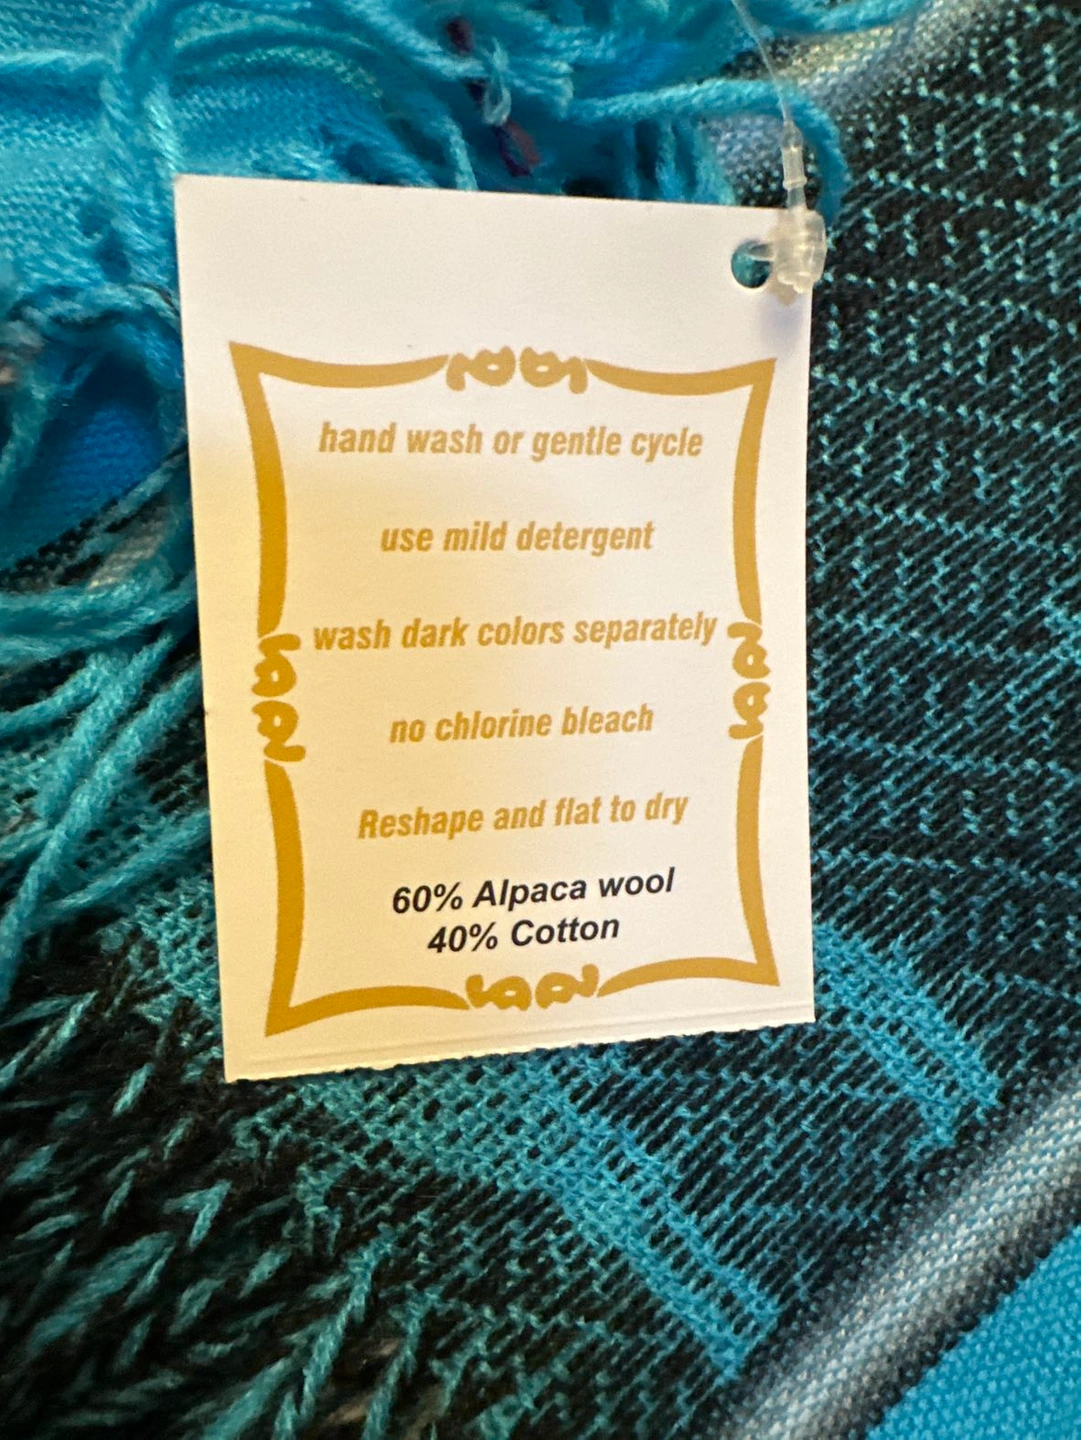 hand wash or gentle cycle
use mild detergent
wash dark colors separately
no chlorine bleach
Reshape and flat to dry
60% Alpaca wool
40% Cotton